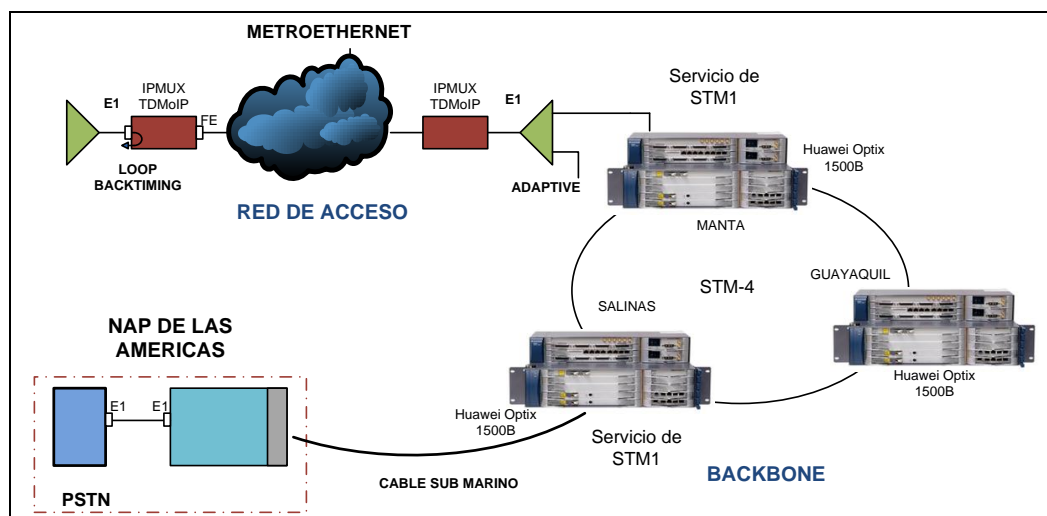 METROETHERNET
IPMUX
TDMoIP
E1
FE
LOOP
BACKTIMING
IPMUX
TDMoIP
E1
ADAPTIVE
RED DE ACCESO
Servicio de
STM1
Huawei Optix
1500B
MANTA
STM-4
GUAYAQUIL
Huawei Optix
1500B
SALINAS
Huawei Optix
1500B
Servicio de
STM1
BACKBONE
NAP DE LAS
AMERICAS
E1
E1
PSTN
CABLE SUB MARINO